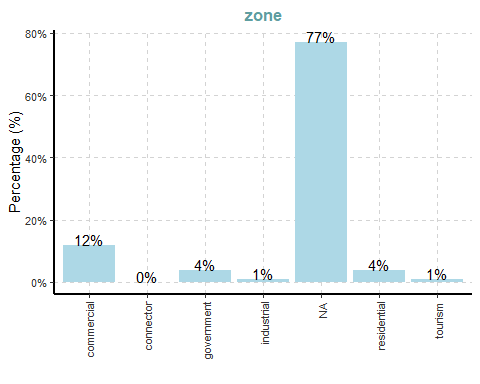 zone
Percentage (%)
80%
60%
40%
20%
0%
12%
0%
4%
1%
77%
4%
1%
commercial
connector
government
industrial
NA
residential
tourism